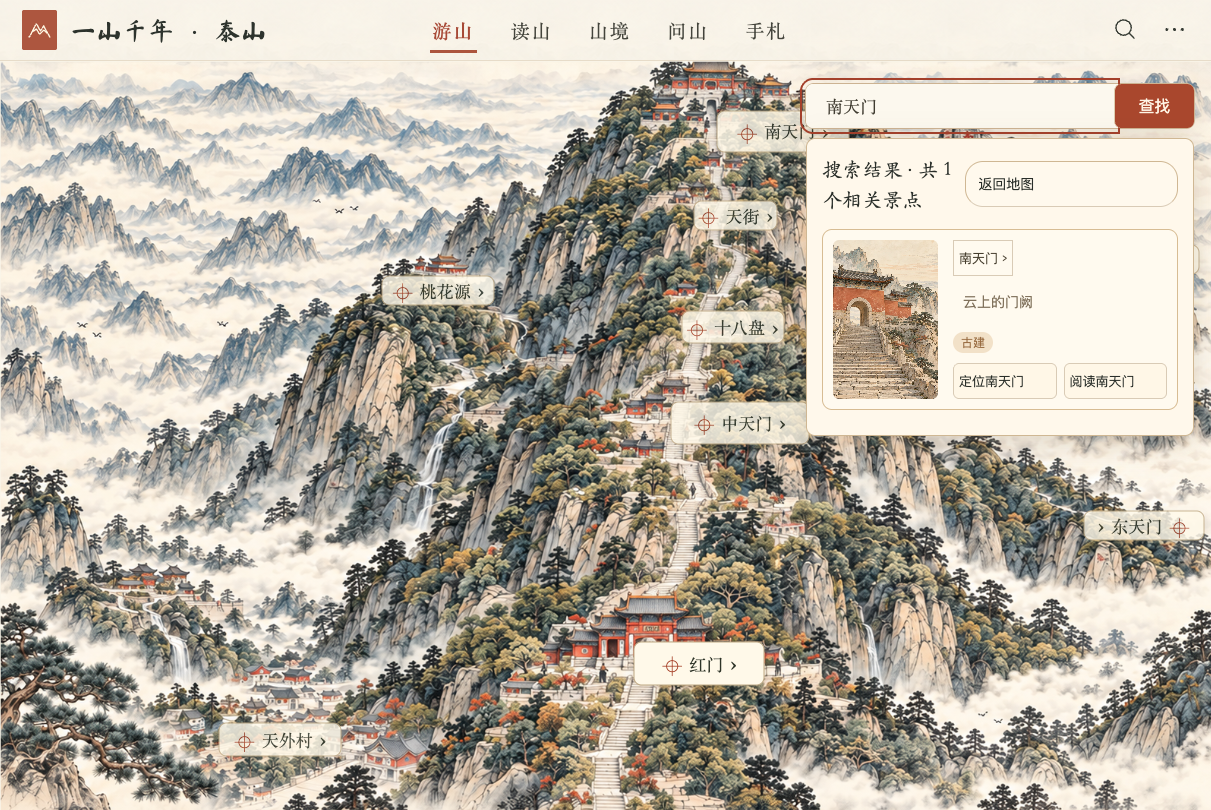 一山千年 · 泰山
游山
读山
山境
问山
手札
南天门
查找
南天门 ›
搜索结果 · 共 1
个相关景点
返回地图
南天门 ›
云上的门阙
古建
定位南天门
阅读南天门
天街 ›
桃花源 ›
十八盘 ›
中天门 ›
› 东天门
红门 ›
天外村 ›